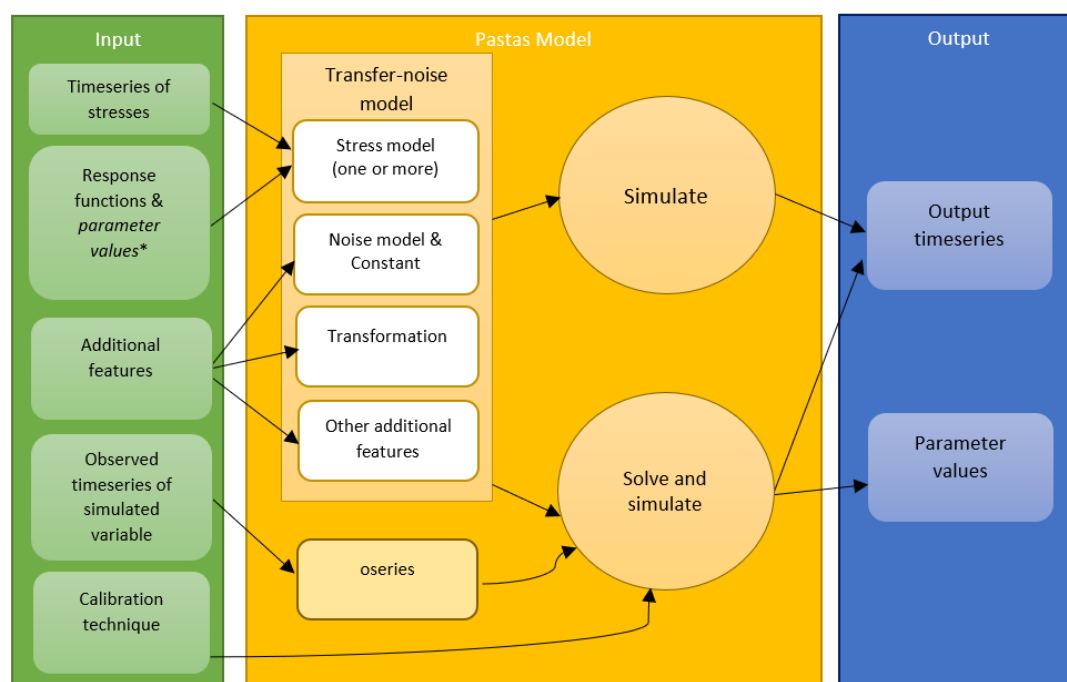 Input
Timeseries of
stresses
Response
functions &
parameter
values*
Additional
features
Observed
timeseries of
simulated
variable
Calibration
technique
Pastas Model
Transfer-noise
model
Stress model
(one or more)
Noise model &
Constant
Transformation
Other additional
features
oseries
Simulate
Solve and
simulate
Output
Output
timeseries
Parameter
values